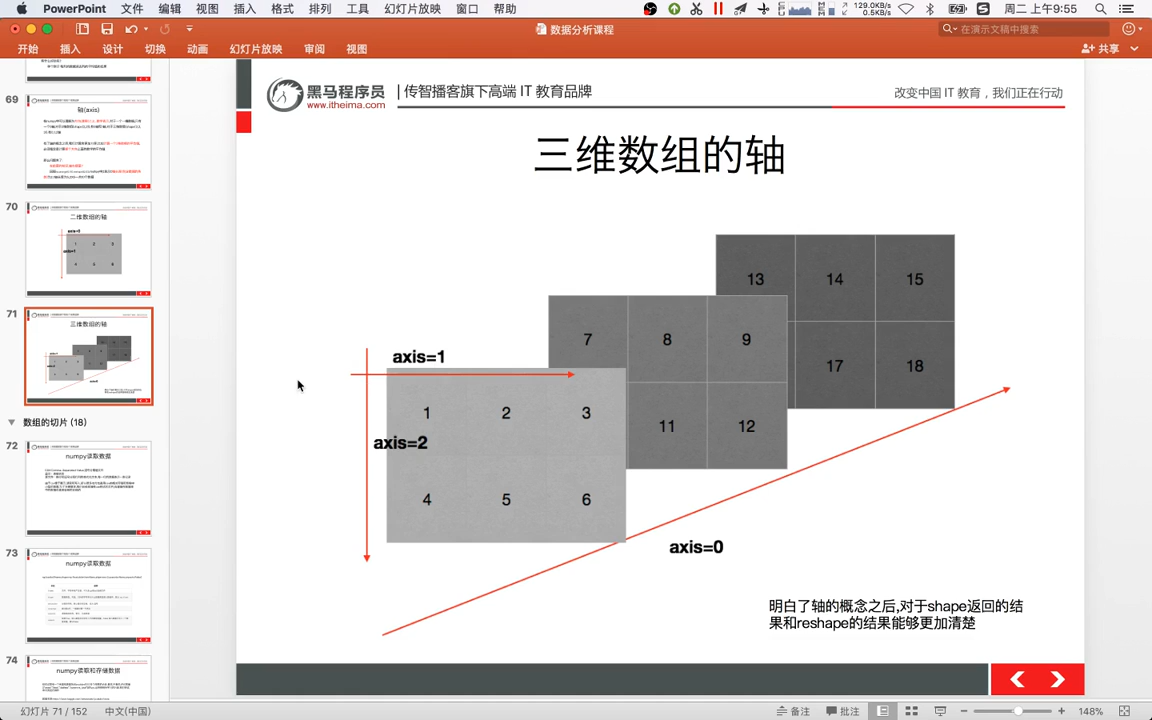 PowerPoint 文件 编辑 视图 插入 格式 排列 工具 幻灯片放映 窗口 帮助 129.0KB/s 0.5KB/s 周二 上午9:55
数据分析课程 在演示文稿中搜索
开始 插入 设计 切换 动画 幻灯片放映 审阅 视图 共享
69
轴(axis)
70
二维数组的轴
71
三维数组的轴
数组的切片 (18)
72
numpy读取数据
73
numpy读取数据
74
numpy读取和存储数据
黑马程序员
www.itheima.com
传智播客旗下高端 IT 教育品牌
改变中国 IT 教育，我们正在行动
三维数组的轴
13 14 15
7 8 9
axis=1
17 18
1 2 3
11 12
axis=2
4 5 6
axis=0
明白了轴的概念之后,对于shape返回的结
果和reshape的结果能够更加清楚
幻灯片 71 / 152 中文(中国) 备注 批注 148%